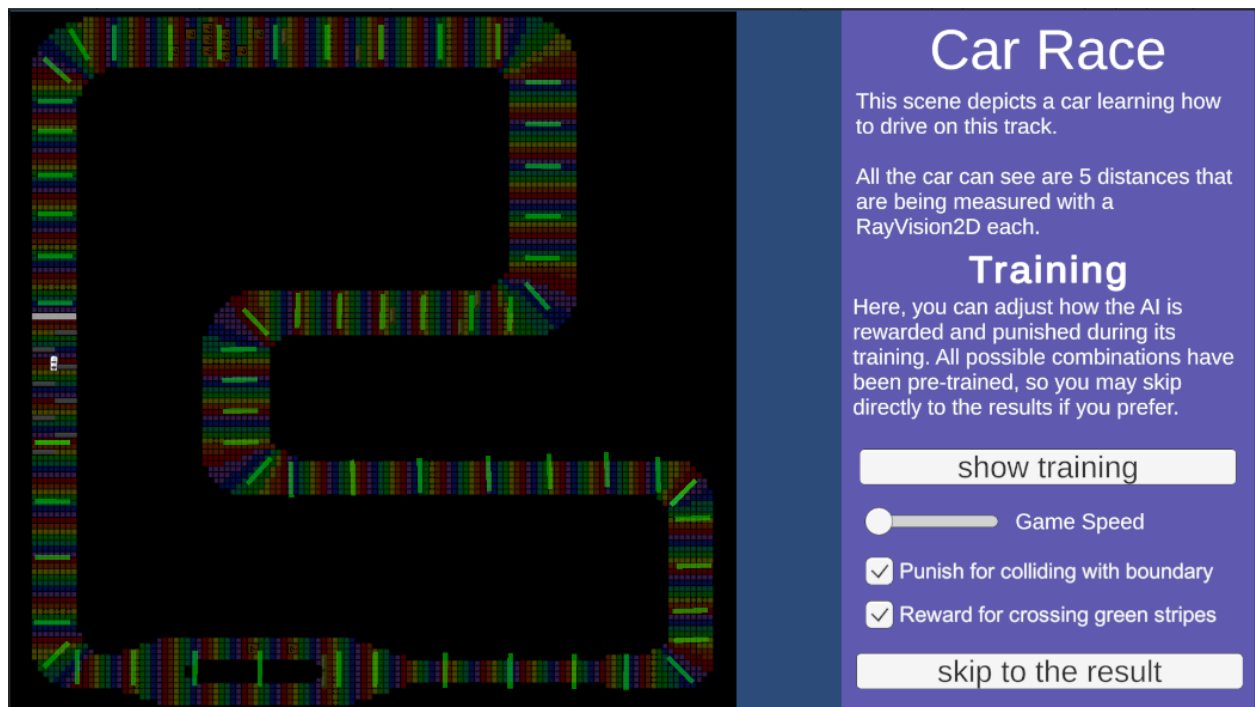 Car Race
This scene depicts a car learning how
to drive on this track.
All the car can see are 5 distances that
are being measured with a
RayVision2D each.
Training
Here, you can adjust how the AI is
rewarded and punished during its
training. All possible combinations have
been pre-trained, so you may skip
directly to the results if you prefer.
show training
Game Speed
Punish for colliding with boundary
Reward for crossing green stripes
skip to the result